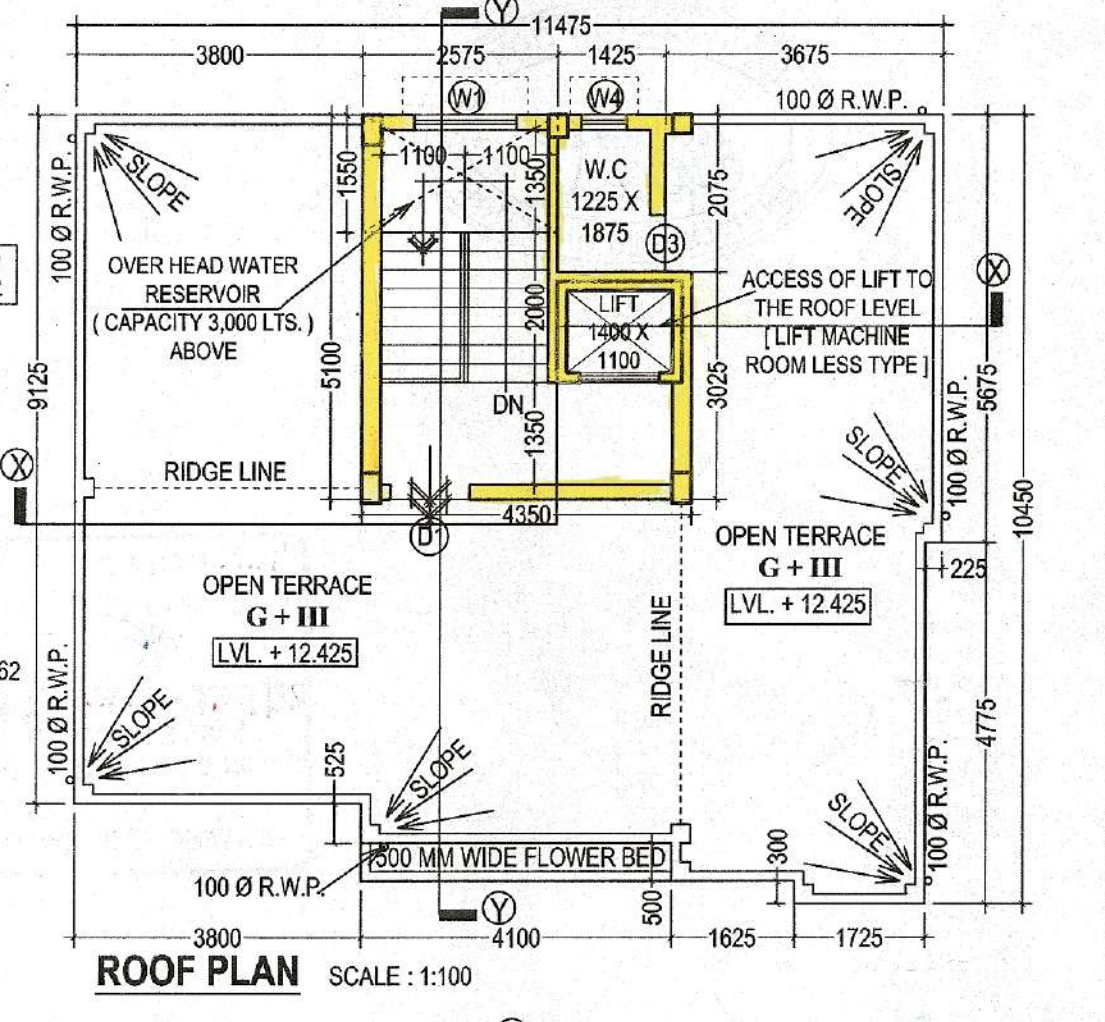 Y
11475
3800
2575
1425
3675
W1
W4
100 Ø R.W.P.
SLOPE
100 Ø R.W.P.
1550
1100
1100
1350
W.C
1225 X
1875
2075
SLOPE
D3
X
OVER HEAD WATER
RESERVOIR
( CAPACITY 3,000 LTS. )
ABOVE
2000
LIFT
1400 X
1100
ACCESS OF LIFT TO
THE ROOF LEVEL
[ LIFT MACHINE
ROOM LESS TYPE ]
9125
5100
3025
5675
DN
1350
X
RIDGE LINE
SLOPE
100 Ø R.W.P.
10450
4350
D1
OPEN TERRACE
G + III
LVL. + 12.425
225
OPEN TERRACE
G + III
LVL. + 12.425
RIDGE LINE
62
100 Ø R.W.P.
SLOPE
525
SLOPE
4775
SLOPE
100 Ø R.W.P.
300
500 MM WIDE FLOWER BED
100 Ø R.W.P.
500
Y
3800
4100
1625
1725
ROOF PLAN
SCALE : 1:100